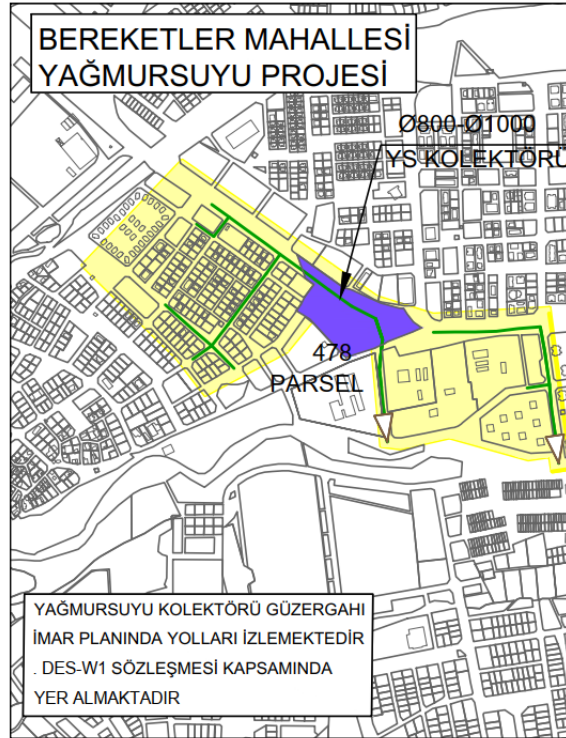 BEREKETLER MAHALLESİ
YAĞMURSUYU PROJESİ
Ø800-Ø1000
YS KOLEKTÖRÜ
478
PARSEL
YAĞMURSUYU KOLEKTÖRÜ GÜZERGAHI
İMAR PLANINDA YOLLARI İZLEMEKTEDİR
. DES-W1 SÖZLEŞMESİ KAPSAMINDA
YER ALMAKTADIR